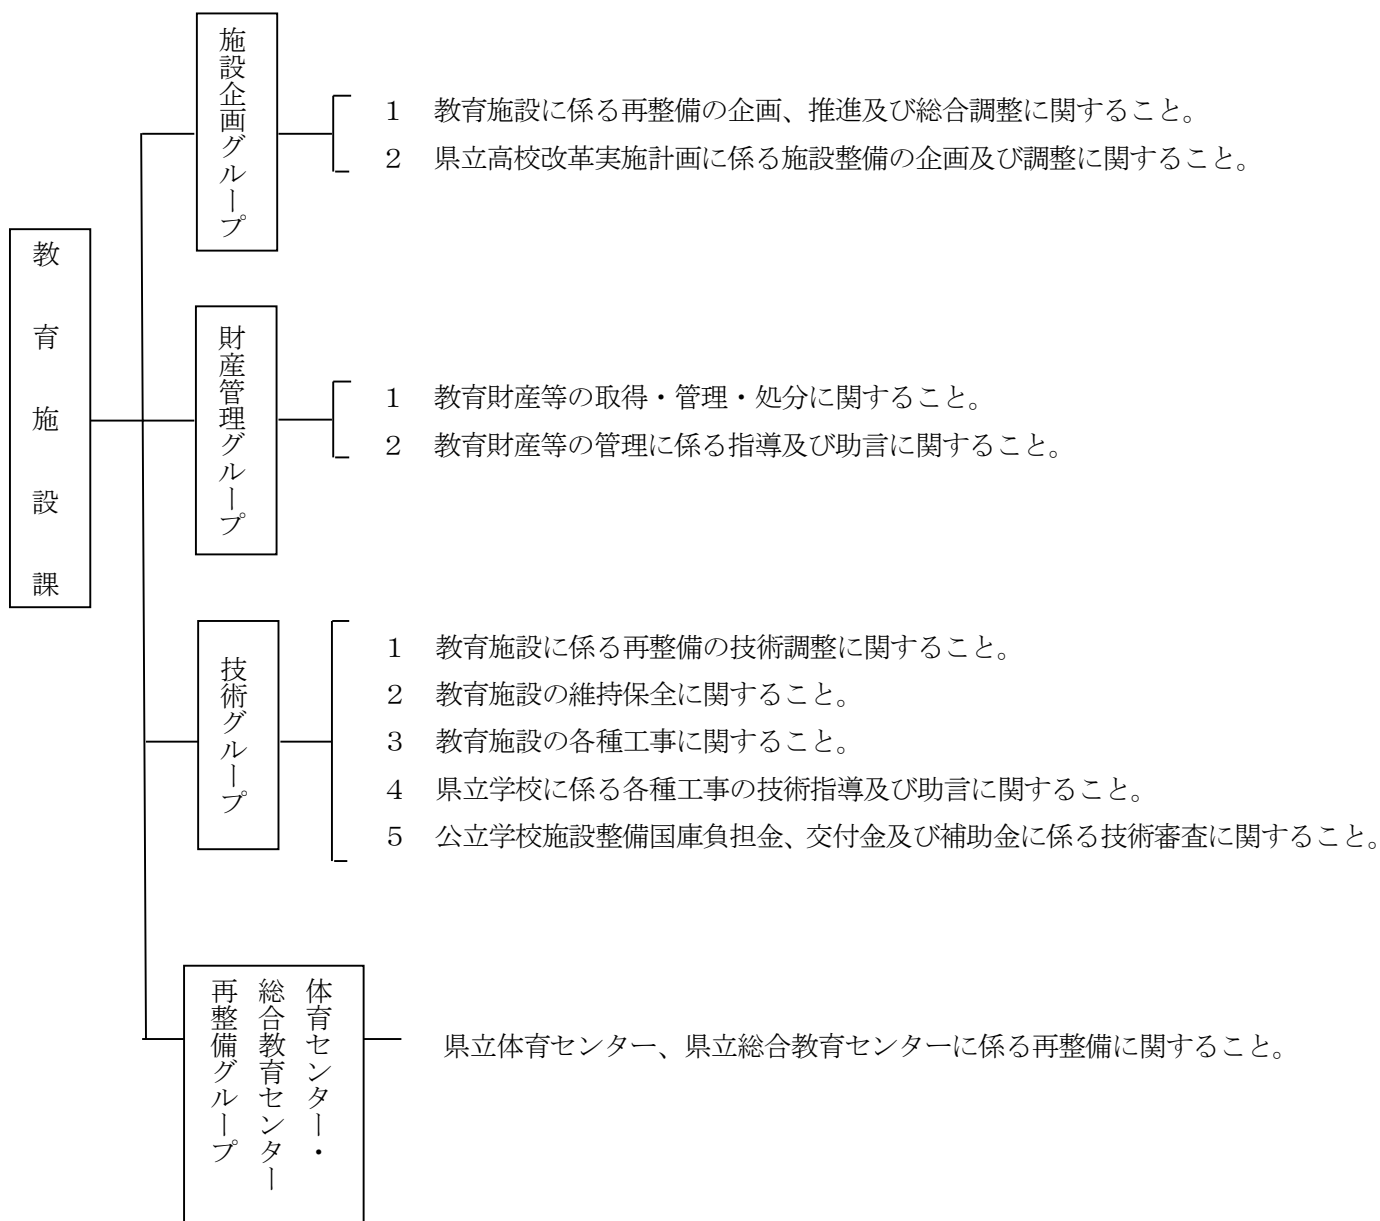 教育施設課
施設企画グループ
1 教育施設に係る再整備の企画、推進及び総合調整に関すること。
2 県立高校改革実施計画に係る施設整備の企画及び調整に関すること。
財産管理グループ
1 教育財産等の取得・管理・処分に関すること。
2 教育財産等の管理に係る指導及び助言に関すること。
技術グループ
1 教育施設に係る再整備の技術調整に関すること。
2 教育施設の維持保全に関すること。
3 教育施設の各種工事に関すること。
4 県立学校に係る各種工事の技術指導及び助言に関すること。
5 公立学校施設整備国庫負担金、交付金及び補助金に係る技術審査に関すること。
体育センター・
総合教育センター
再整備グループ
県立体育センター、県立総合教育センターに係る再整備に関すること。